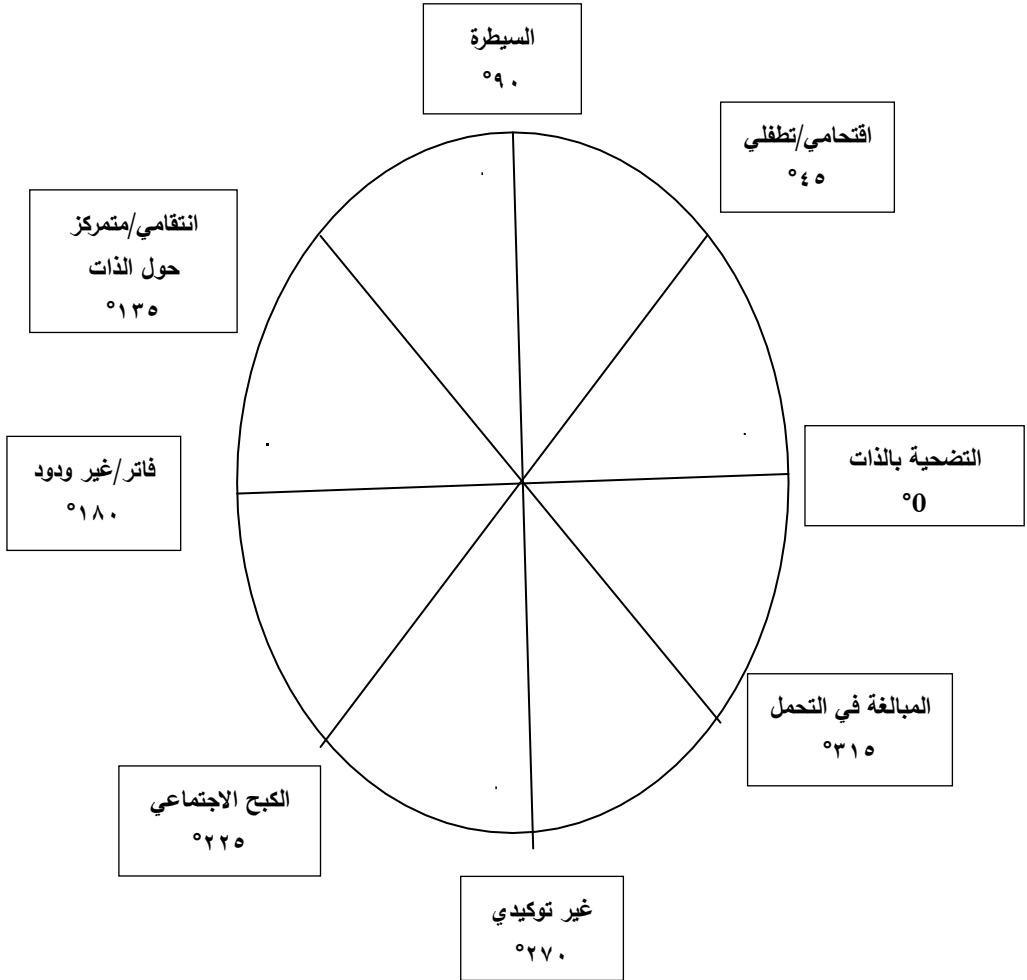 السيطرة
°٩٠
اقتحامي/تطفلي
°٤٥
انتقامي/متمركز
حول الذات
°١٣٥
التضحية بالذات
°0
فاتر/غير ودود
°١٨٠
المبالغة في التحمل
°٣١٥
الكبح الاجتماعي
°٢٢٥
غير توكيدي
°٢٧٠